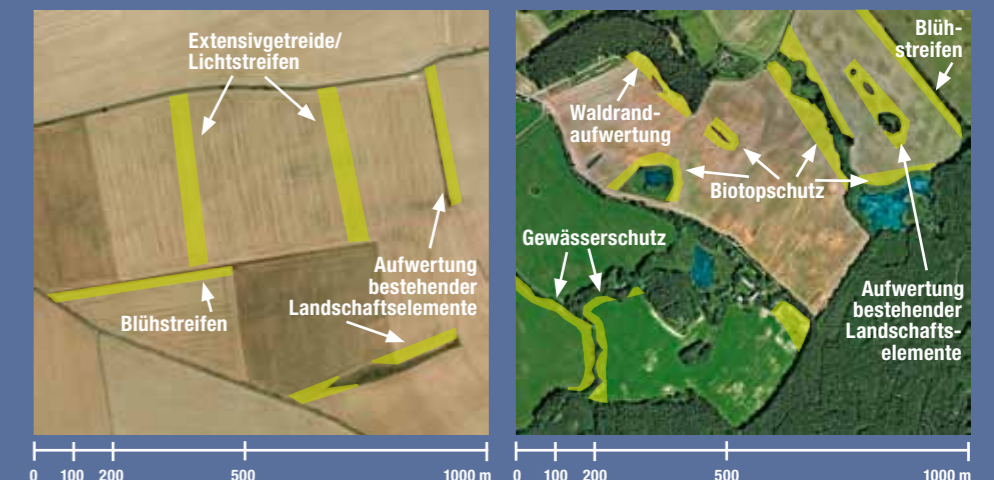 Extensivgetreide/
Lichtstreifen
Aufwertung
bestehender
Landschaftselemente
Blühstreifen
0 100 200 500 1000 m
Blüh-
streifen
Waldrand-
aufwertung
Biotopschutz
Gewässerschutz
Aufwertung
bestehender
Landschafts-
elemente
0 100 200 500 1000 m